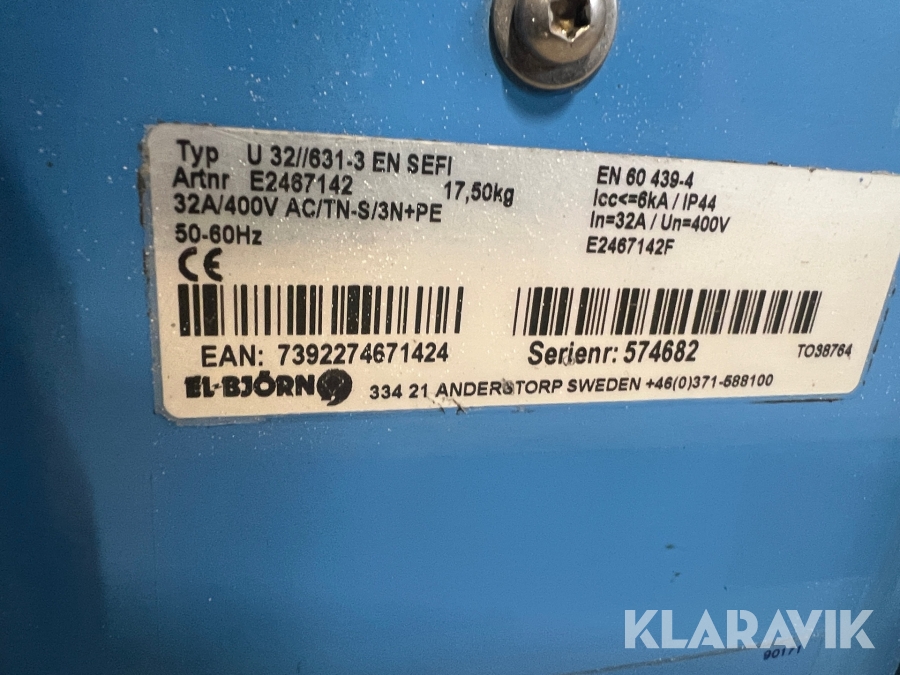 Typ U 32//631-3 EN SEFI
Artnr E2467142 17,50kg
32A/400V AC/TN-S/3N+PE
50-60Hz
CE
EN 60 439-4
Icc<=6kA / IP44
In=32A / Un=400V
E2467142F
EAN: 7392274671424
Serienr: 574682
TO38764
EL-BJÖRN
334 21 ANDERSTORP SWEDEN +46(0)371-588100
KLARAVIK
90171